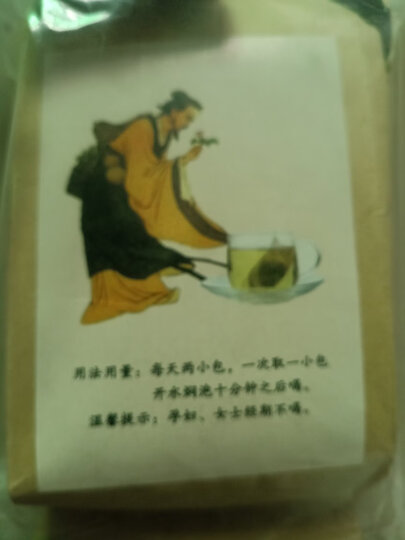 用法用量：每天两小包，一次取一小包
开水焖泡十分钟之后喝。
温馨提示：孕妇、女士经期不喝。